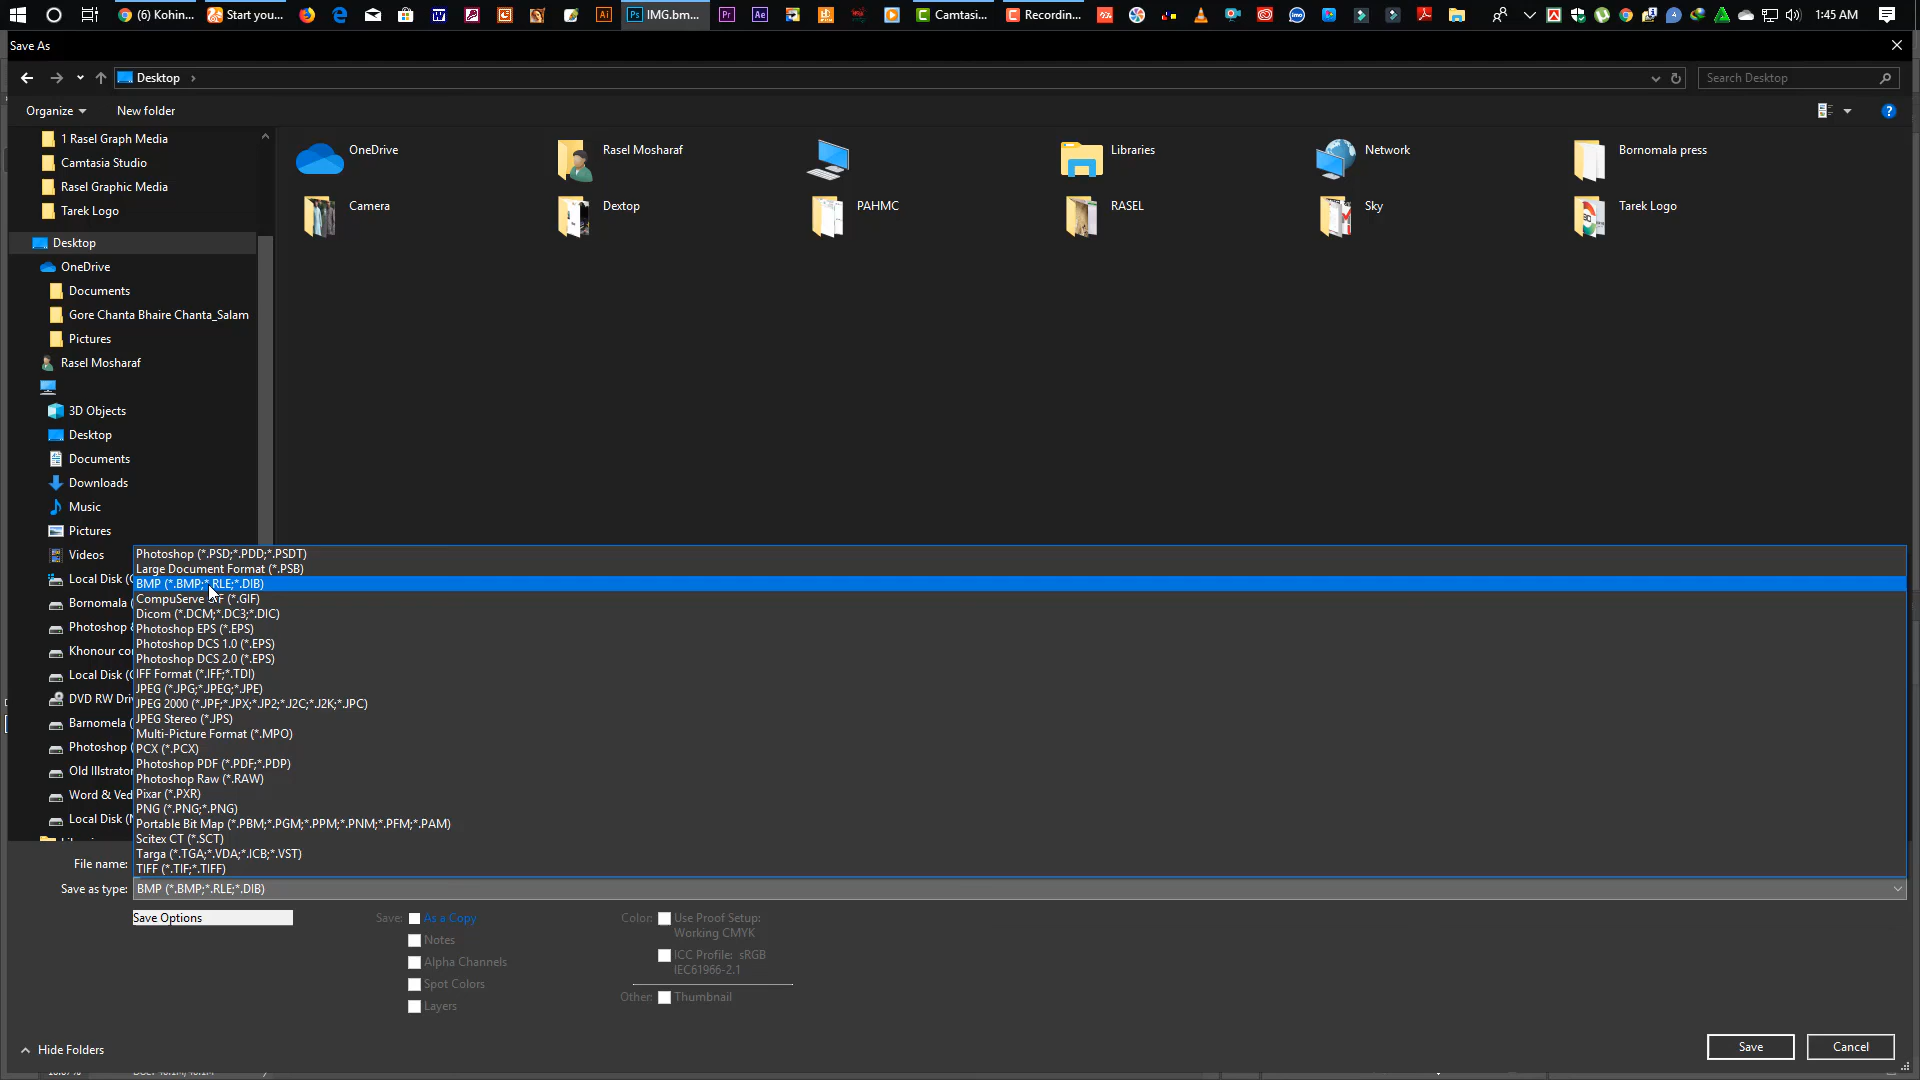 (6) Kohin...
Start you...
IMG.bm...
Camtasi...
Recordin...
1:45 AM
Save As
Desktop
Search Desktop
Organize
New folder
1 Rasel Graph Media
Camtasia Studio
Rasel Graphic Media
Tarek Logo
Desktop
OneDrive
Documents
Gore Chanta Bhaire Chanta_Salam
Pictures
Rasel Mosharaf
3D Objects
Desktop
Documents
Downloads
Music
Pictures
Videos
Local Disk (
Bornomala (
Photoshop &
Khonour co
Local Disk (
DVD RW Dri
Barnomela (
Photoshop (
Old Illstrator
Word & Ved
Local Disk (
OneDrive
Rasel Mosharaf
Libraries
Network
Bornomala press
Camera
Dextop
PAHMC
RASEL
Sky
Tarek Logo
Photoshop (*.PSD;*.PDD;*.PSDT)
Large Document Format (*.PSB)
BMP (*.BMP;*.RLE;*.DIB)
CompuServe GIF (*.GIF)
Dicom (*.DCM;*.DC3;*.DIC)
Photoshop EPS (*.EPS)
Photoshop DCS 1.0 (*.EPS)
Photoshop DCS 2.0 (*.EPS)
IFF Format (*.IFF;*.TDI)
JPEG (*.JPG;*.JPEG;*.JPE)
JPEG 2000 (*.JPF;*.JPX;*.JP2;*.J2C;*.J2K;*.JPC)
JPEG Stereo (*.JPS)
Multi-Picture Format (*.MPO)
PCX (*.PCX)
Photoshop PDF (*.PDF;*.PDP)
Photoshop Raw (*.RAW)
Pixar (*.PXR)
PNG (*.PNG;*.PNG)
Portable Bit Map (*.PBM;*.PGM;*.PPM;*.PNM;*.PFM;*.PAM)
Scitex CT (*.SCT)
Targa (*.TGA;*.VDA;*.ICB;*.VST)
TIFF (*.TIF;*.TIFF)
File name:
Save as type: BMP (*.BMP;*.RLE;*.DIB)
Save Options
Save: As a Copy
Notes
Alpha Channels
Spot Colors
Layers
Color: Use Proof Setup:
Working CMYK
ICC Profile: sRGB
IEC61966-2.1
Other: Thumbnail
Hide Folders
Save
Cancel